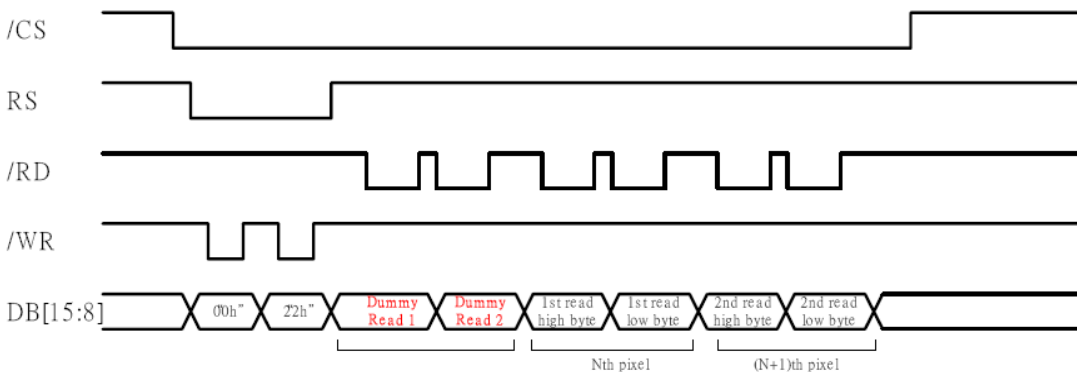 /CS
RS
/RD
/WR
DB[15:8]
"00h"
"22h"
Dummy
Read 1
Dummy
Read 2
1st read
high byte
1st read
low byte
2nd read
high byte
2nd read
low byte
Nth pixel
(N+1)th pixel